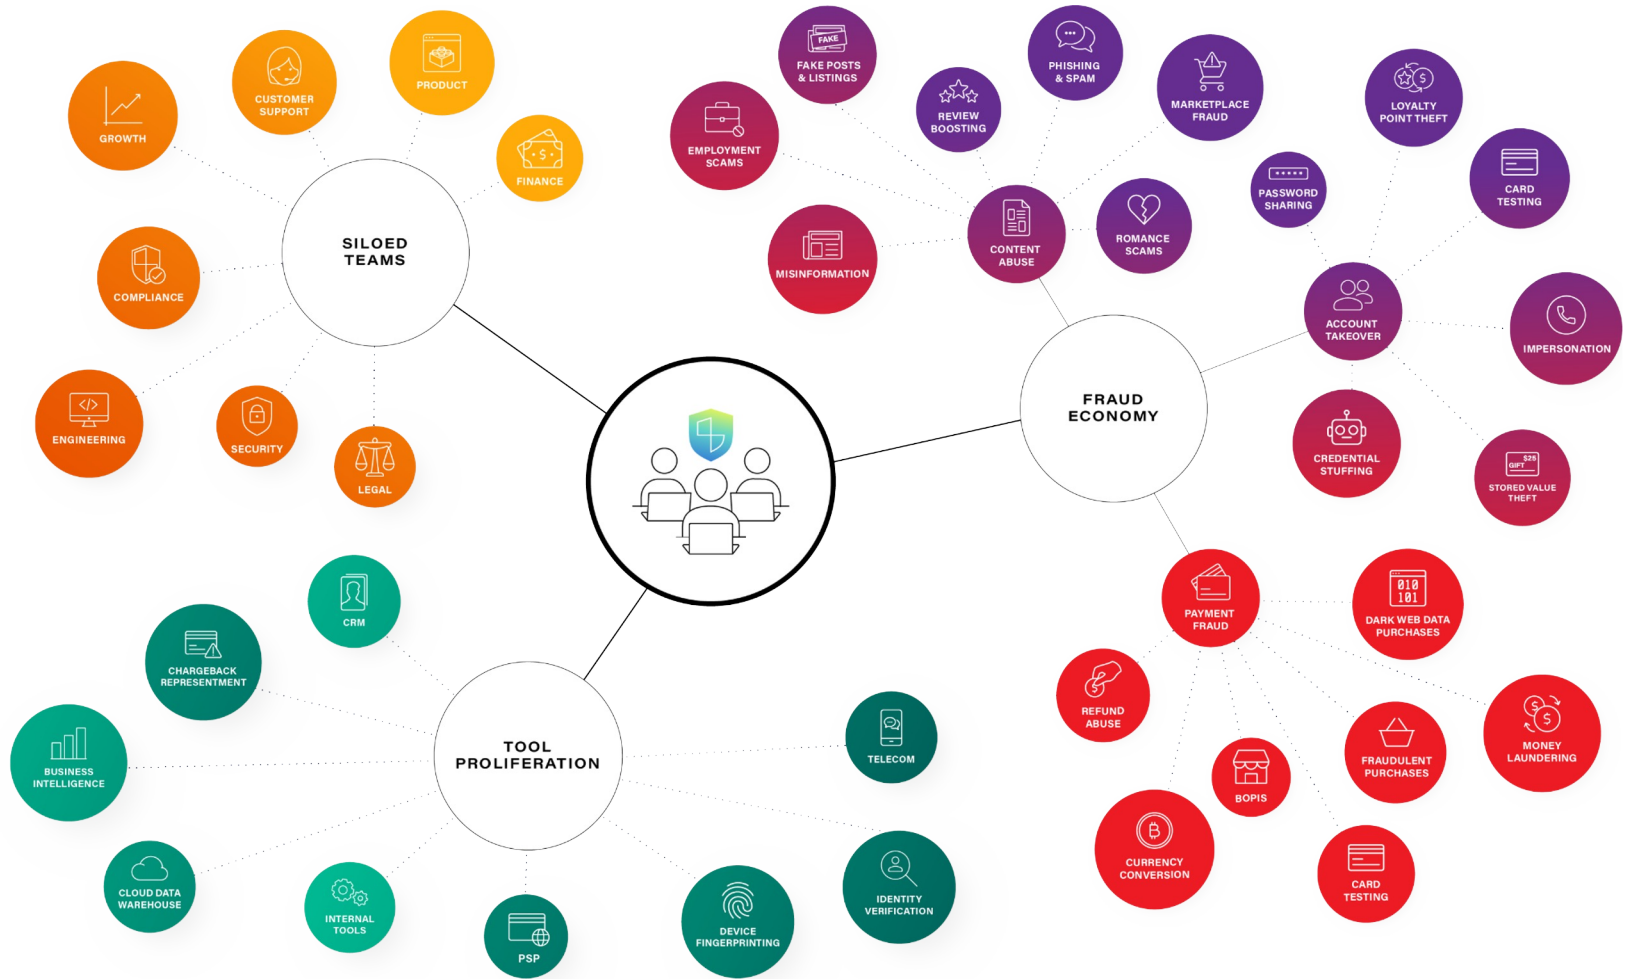 GROWTH
CUSTOMER
SUPPORT
PRODUCT
FINANCE
SILOED
TEAMS
COMPLIANCE
ENGINEERING
</>
SECURITY
LEGAL
FAKE
FAKE POSTS
& LISTINGS
REVIEW
BOOSTING
PHISHING
& SPAM
MARKETPLACE
FRAUD
EMPLOYMENT
SCAMS
MISINFORMATION
CONTENT
ABUSE
ROMANCE
SCAMS
LOYALTY
POINT THEFT
PASSWORD
SHARING
CARD
TESTING
ACCOUNT
TAKEOVER
IMPERSONATION
CREDENTIAL
STUFFING
$25
GIFT
STORED VALUE
THEFT
FRAUD
ECONOMY
PAYMENT
FRAUD
010
101
DARK WEB DATA
PURCHASES
REFUND
ABUSE
BOPIS
FRAUDULENT
PURCHASES
MONEY
LAUNDERING
CURRENCY
CONVERSION
CARD
TESTING
CRM
CHARGEBACK
REPRESENTMENT
BUSINESS
INTELLIGENCE
TOOL
PROLIFERATION
TELECOM
CLOUD DATA
WAREHOUSE
INTERNAL
TOOLS
PSP
DEVICE
FINGERPRINTING
IDENTITY
VERIFICATION